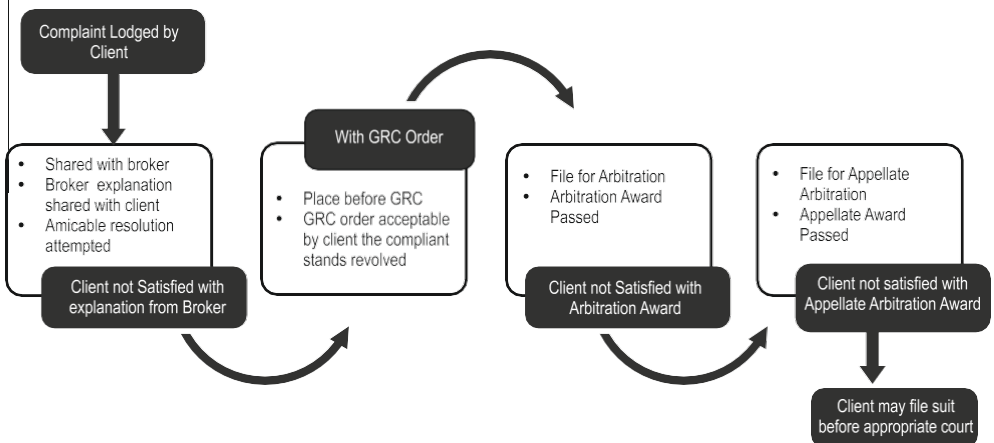 Complaint Lodged by
Client
• Shared with broker
• Broker explanation
shared with client
• Amicable resolution
attempted
Client not Satisfied with
explanation from Broker
With GRC Order
• Place before GRC
• GRC order acceptable
by client the compliant
stands revolved
• File for Arbitration
• Arbitration Award
Passed
Client not Satisfied with
Arbitration Award
• File for Appellate
Arbitration
• Appellate Award
Passed
Client not satisfied with
Appellate Arbitration Award
Client may file suit
before appropriate court